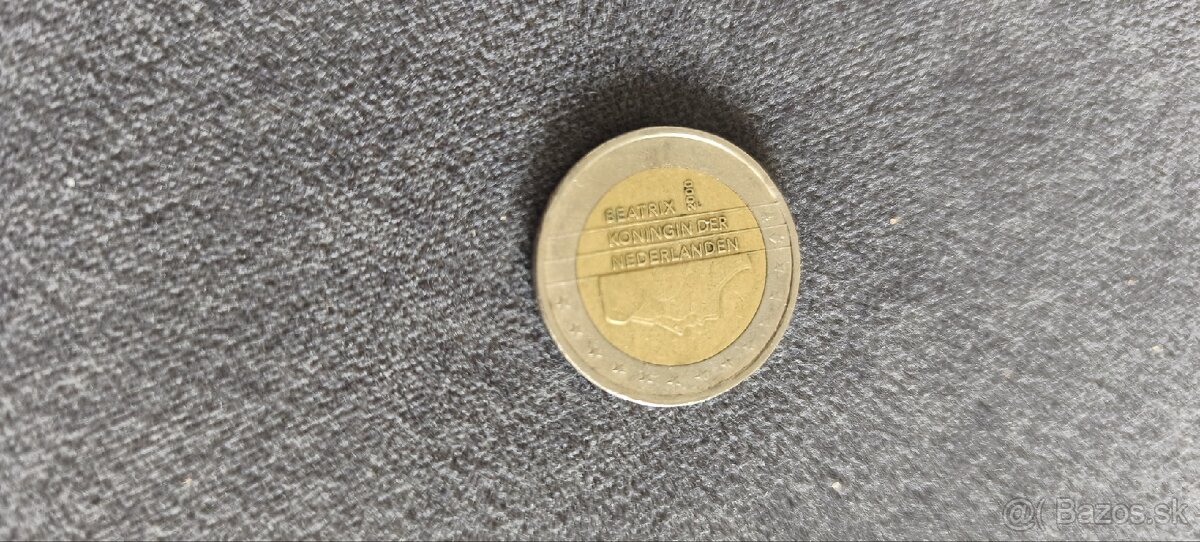 BEATRIX 2000
KONINGIN DER
NEDERLANDEN
@( Bazos.sk